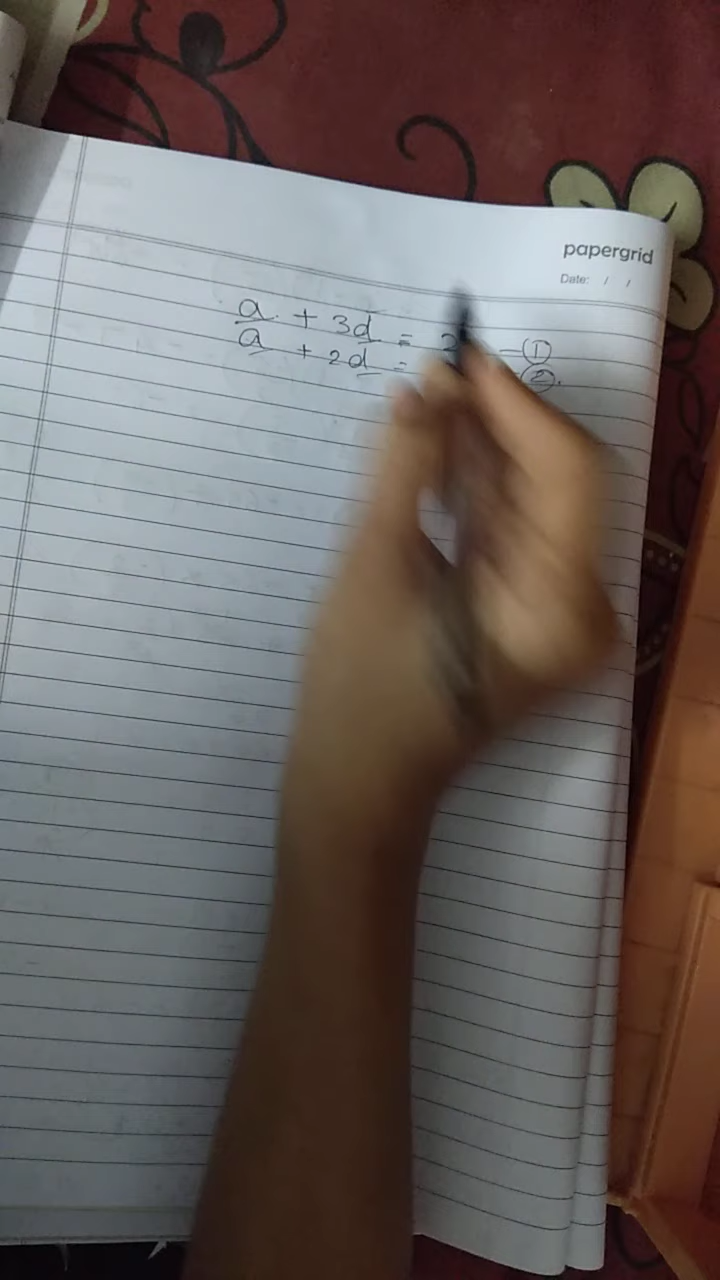 papergrid
Date: / /
a + 3d = 2 — ①
a + 2d = ②.